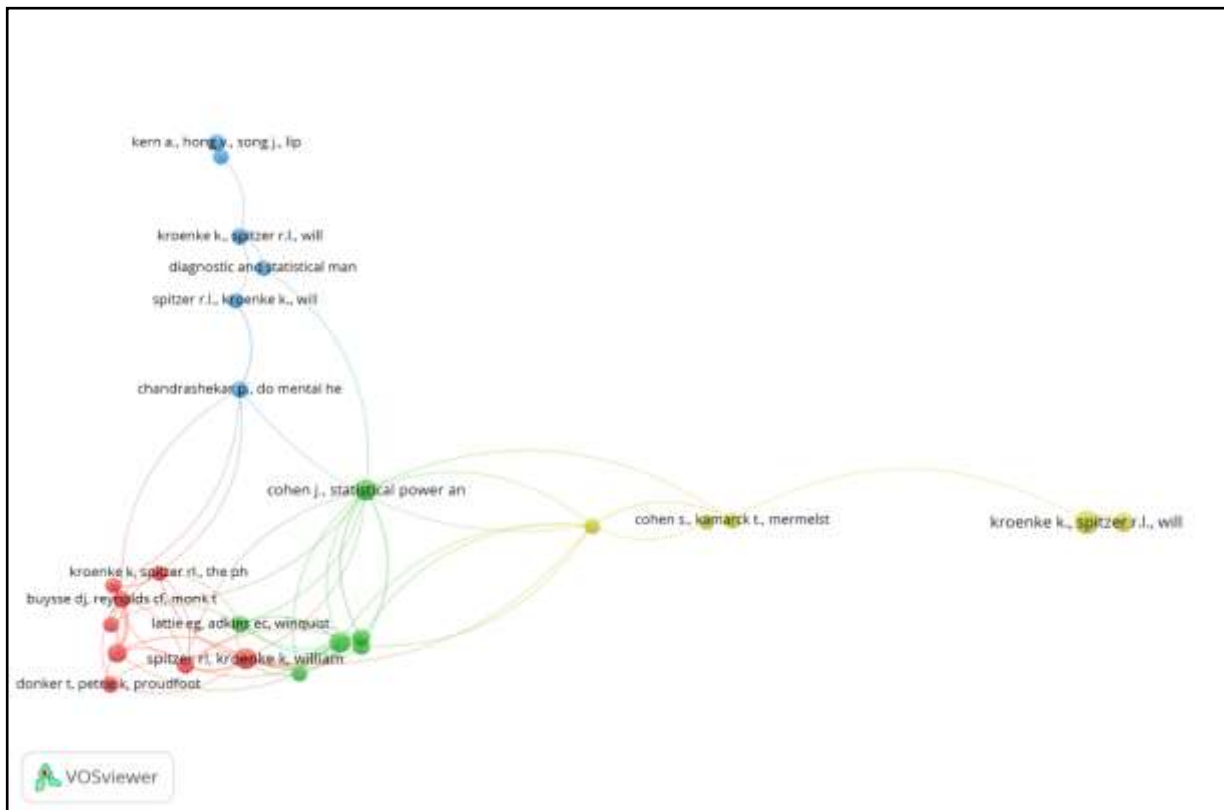 kern a., hong y., song j., lip
kroenke k., spitzer r.l., will
diagnostic and statistical man
spitzer r.l., kroenke k., will
chandrashekar p., do mental he
cohen j., statistical power an
cohen s., kamarck t., mermelst
kroenke k., spitzer r.l., will
kroenke k, spitzer rl., the ph
buysse dj, reynolds cf, monk t
lattie eg, adkins ec, winquist
spitzer rl, kroenke k, william
donker t, petrie k, proudfoot
VOSviewer